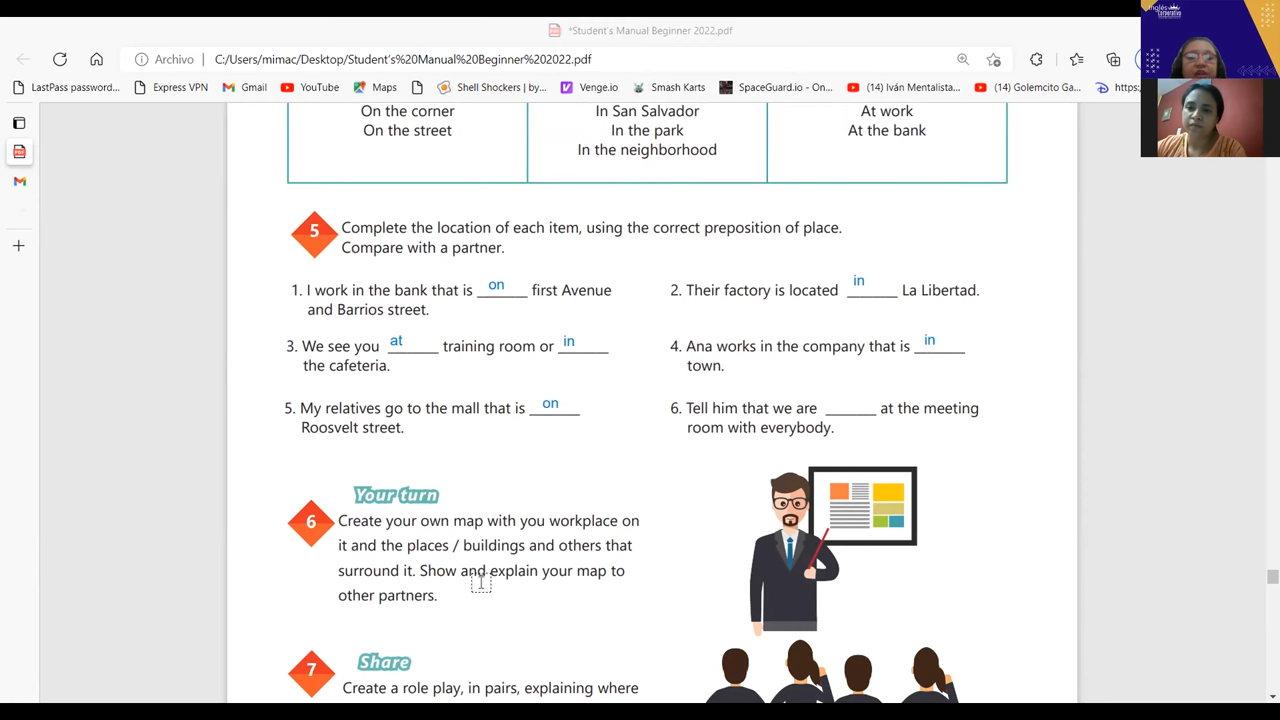 *Student's Manual Beginner 2022.pdf
Archivo C:/Users/mimac/Desktop/Student's%20Manual%20Beginner%202022.pdf
LastPass password... Express VPN Gmail YouTube Maps Shell Shockers | by... Venge.io Smash Karts SpaceGuard.io - On... (14) Iván Mentalista... (14) Golemcito Ga... https:
Inglés
Corporativo
On the corner
On the street
In San Salvador
In the park
In the neighborhood
At work
At the bank
5 Complete the location of each item, using the correct preposition of place.
Compare with a partner.
1. I work in the bank that is on first Avenue
and Barrios street.
2. Their factory is located in La Libertad.
3. We see you at training room or in
the cafeteria.
4. Ana works in the company that is in
town.
5. My relatives go to the mall that is on
Roosvelt street.
6. Tell him that we are _______ at the meeting
room with everybody.
Your turn
6 Create your own map with you workplace on
it and the places / buildings and others that
surround it. Show and explain your map to
other partners.
Share
7 Create a role play, in pairs, explaining where